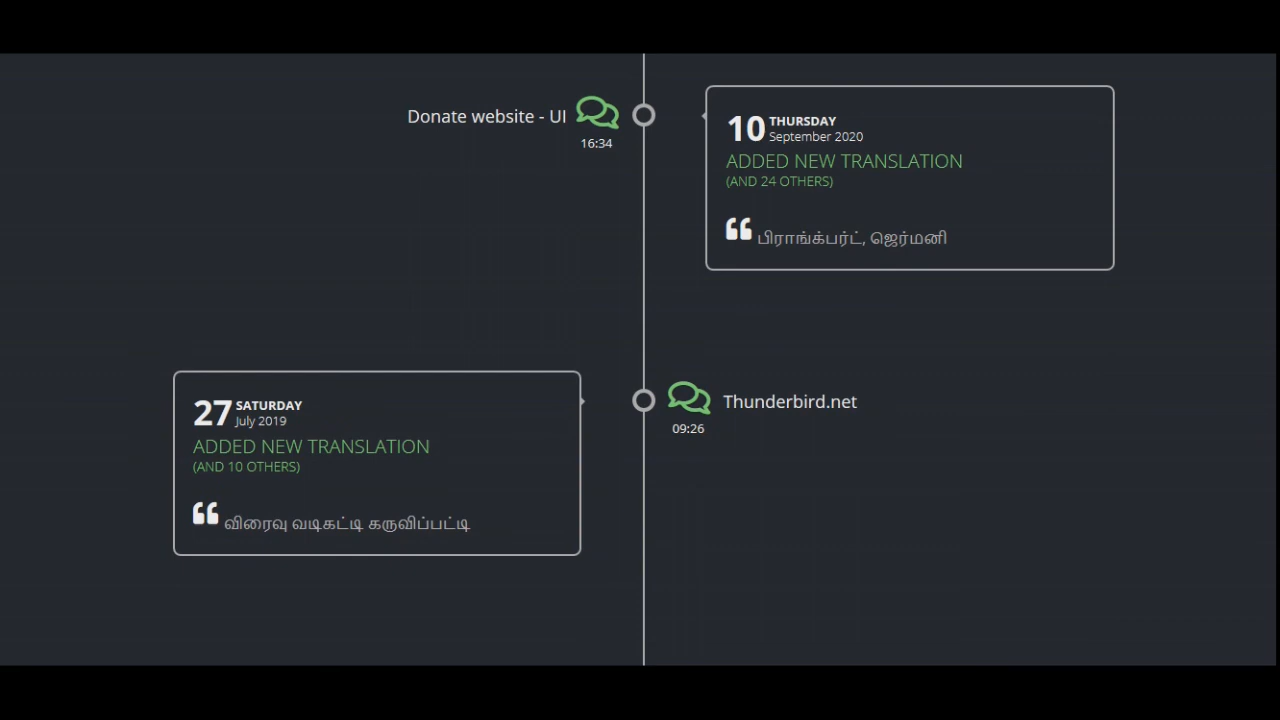 Donate website - UI
16:34
10 THURSDAY
September 2020
ADDED NEW TRANSLATION
(AND 24 OTHERS)
பிராங்க்பர்ட், ஜெர்மனி
Thunderbird.net
09:26
27 SATURDAY
July 2019
ADDED NEW TRANSLATION
(AND 10 OTHERS)
விரைவு வடிகட்டி கருவிப்பட்டி